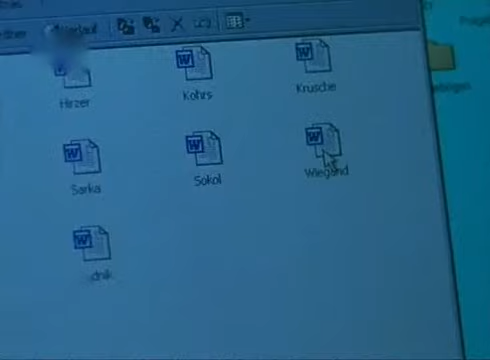 Hirzer
Kohrs
Krusche
Sarka
Sokol
Wiegand